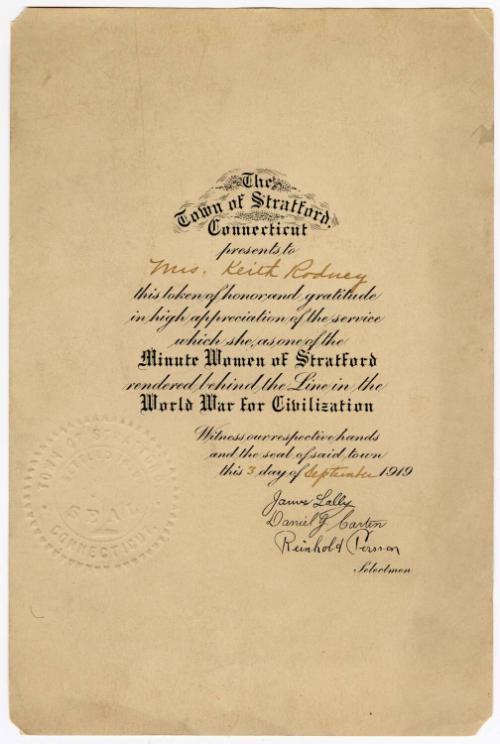 The
Town of Stratford,
Connecticut
presents to
Mrs. Keith Rodney
this token of honor and gratitude
in high appreciation of the service
which she, as one of the
Minute Women of Stratford
rendered behind the Line in the
World War for Civilization
Witness our respective hands
and the seal of said town
this 3 day of September 1919
James Lally
Daniel G Carten
Reinhold Persson
Selectmen
TOWN OF
SEAL
CONNECTICUT